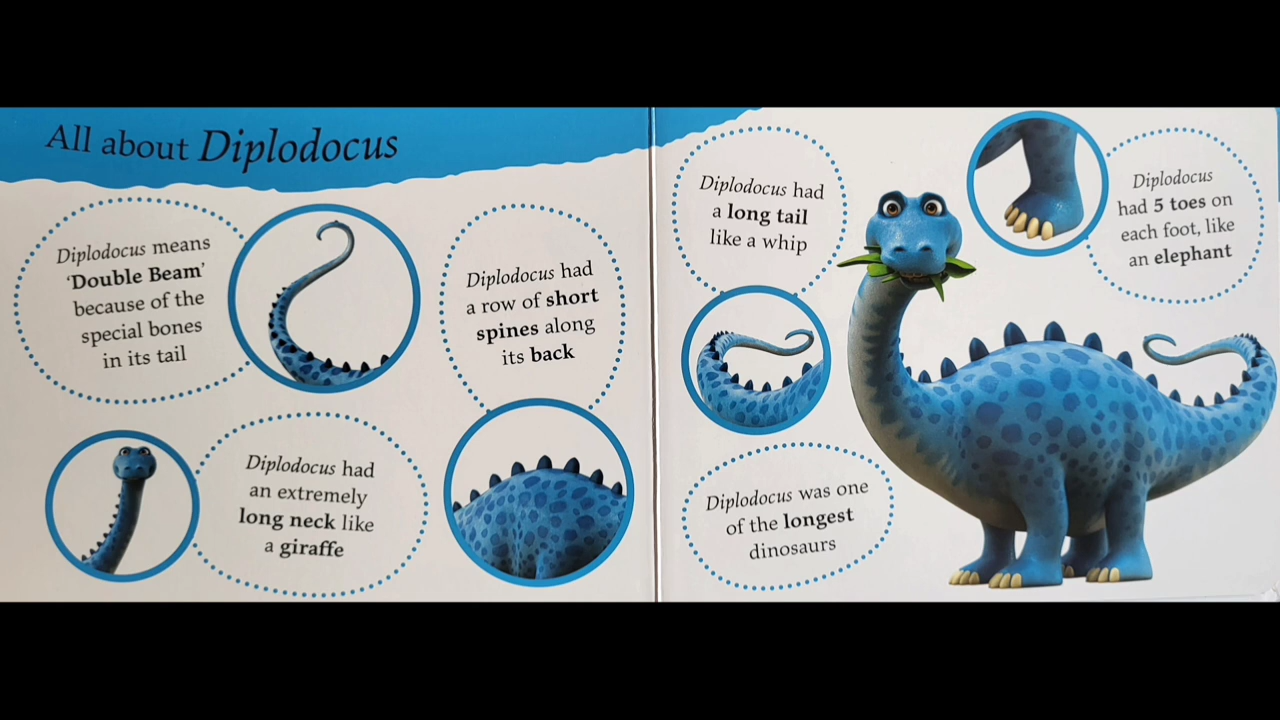 All about Diplodocus
Diplodocus means
‘Double Beam’
because of the
special bones
in its tail
Diplodocus had
an extremely
long neck like
a giraffe
Diplodocus had
a row of short
spines along
its back
Diplodocus had
a long tail
like a whip
Diplodocus
had 5 toes on
each foot, like
an elephant
Diplodocus was one
of the longest
dinosaurs